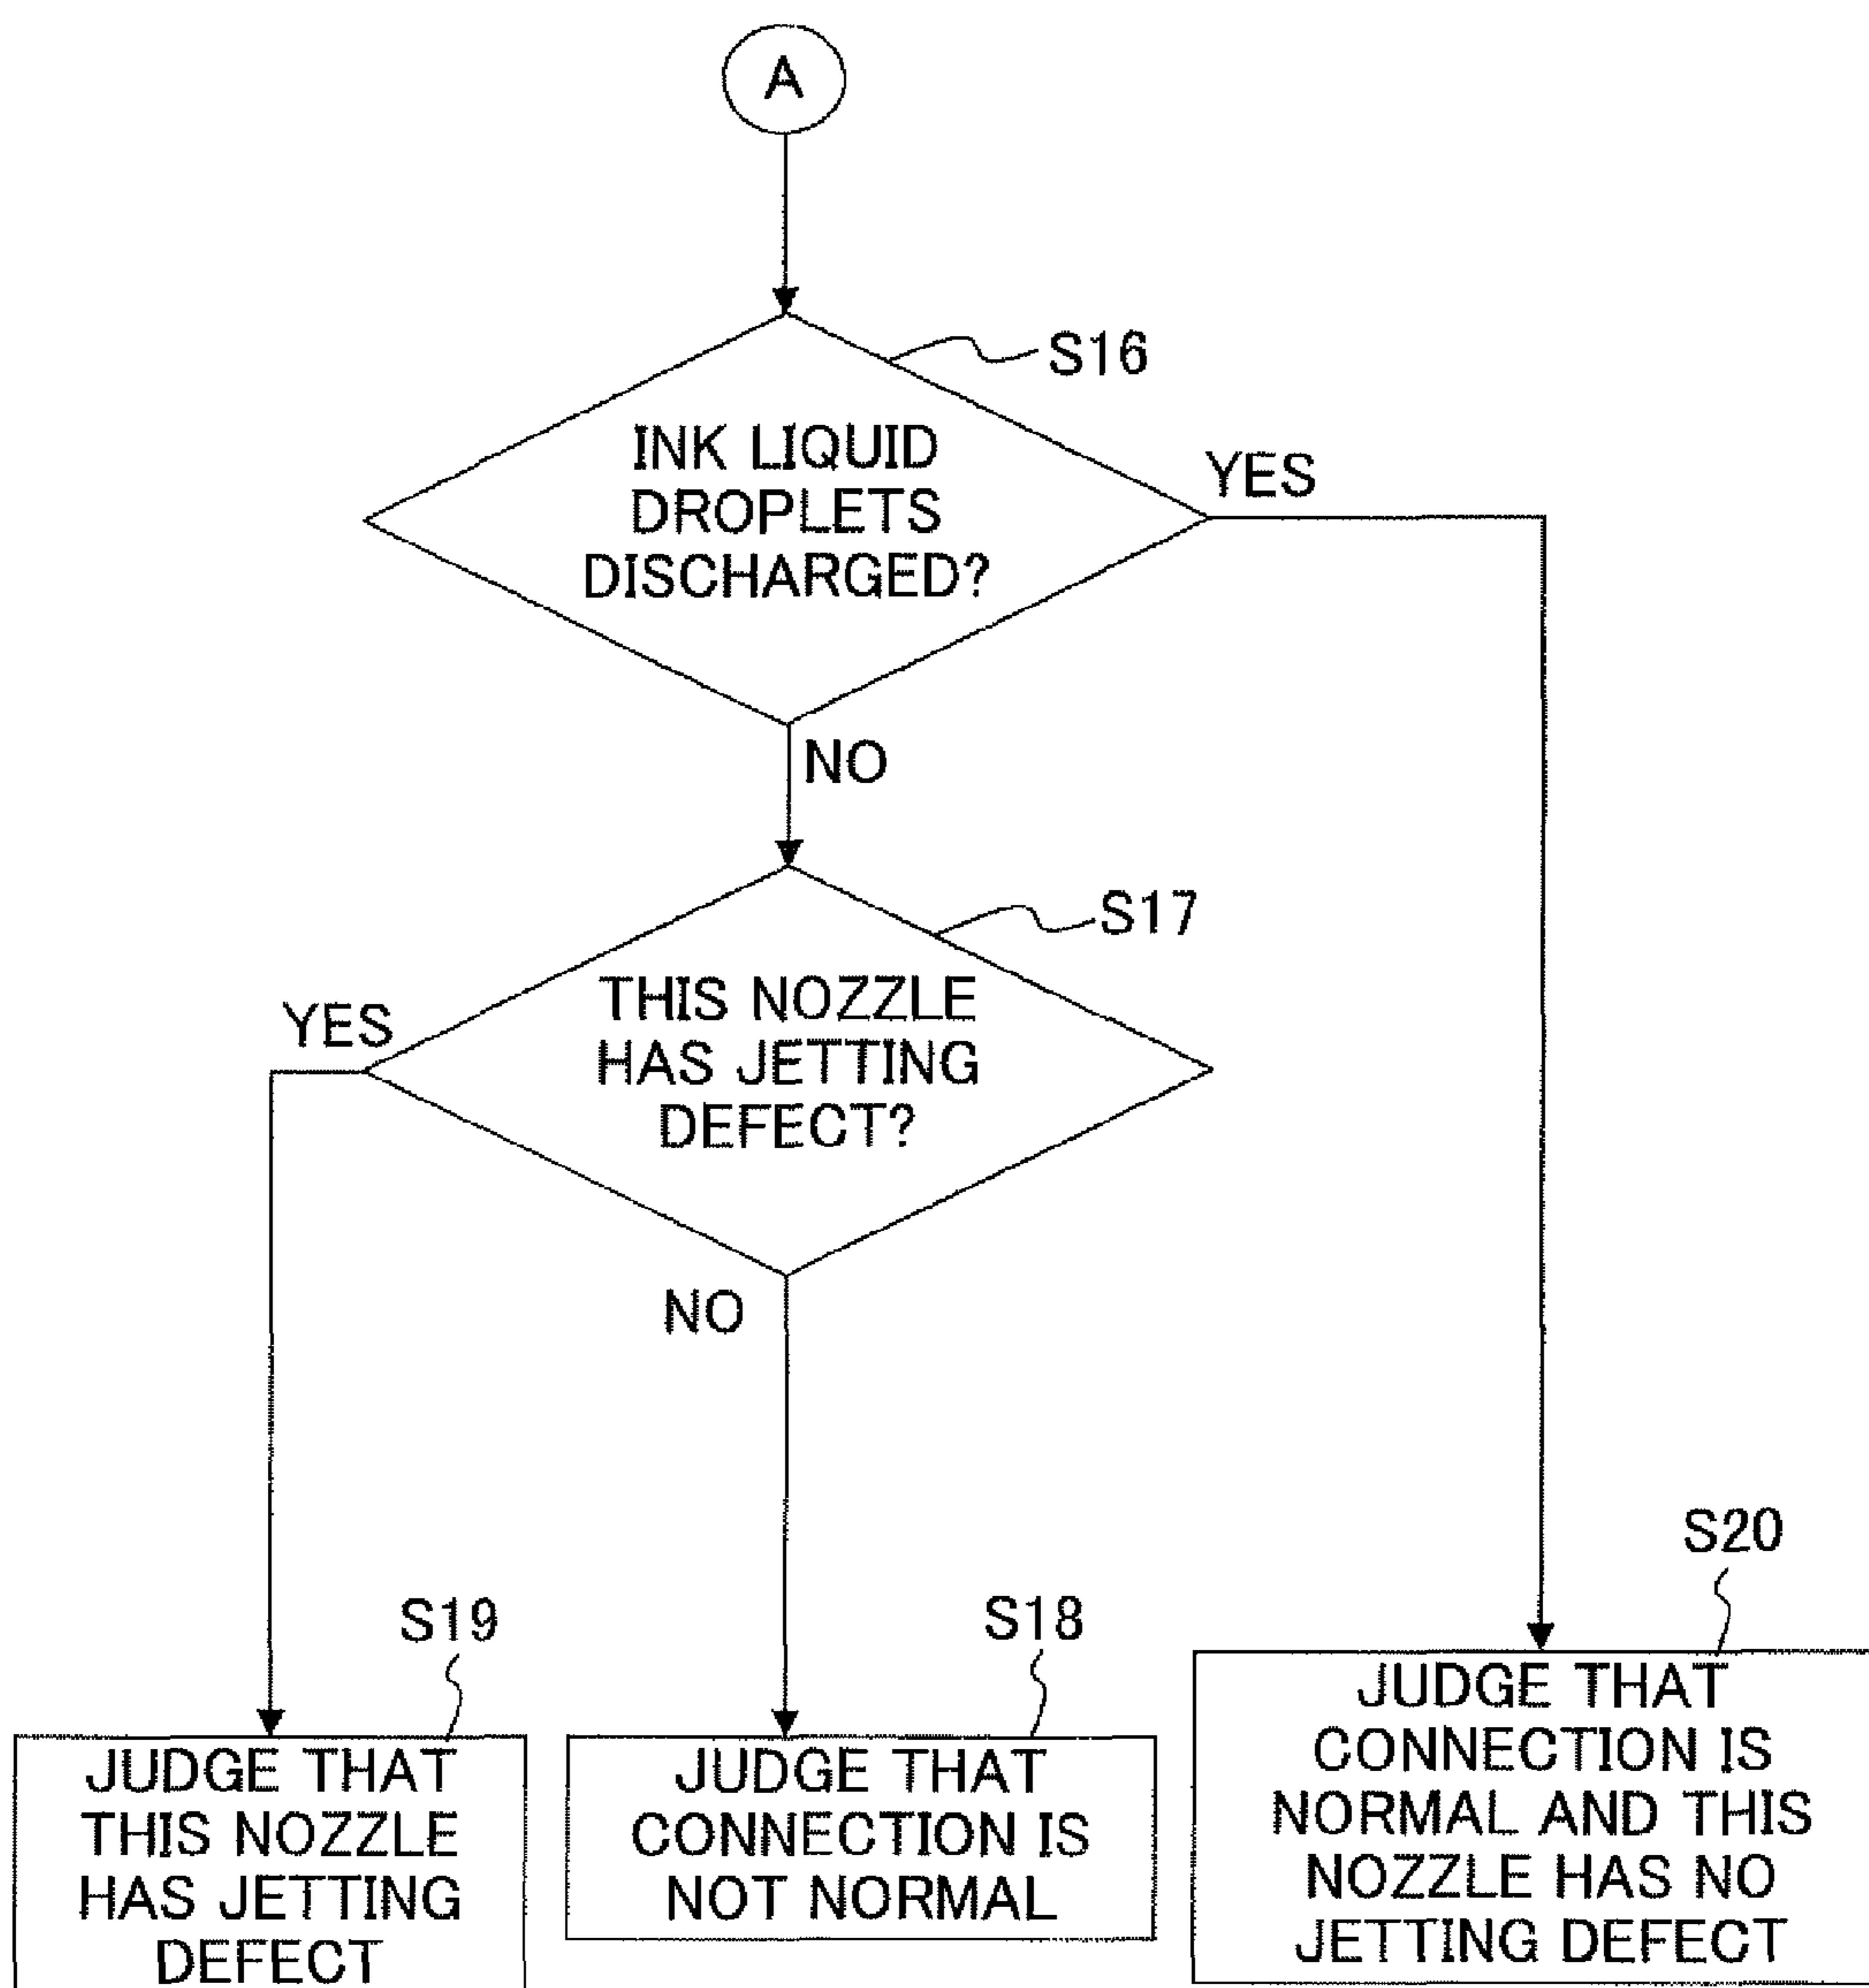 A
S16
INK LIQUID
DROPLETS
DISCHARGED?
YES
NO
S17
THIS NOZZLE
HAS JETTING
DEFECT?
YES
NO
S19
JUDGE THAT
THIS NOZZLE
HAS JETTING
DEFECT
S18
JUDGE THAT
CONNECTION IS
NOT NORMAL
S20
JUDGE THAT
CONNECTION IS
NORMAL AND THIS
NOZZLE HAS NO
JETTING DEFECT